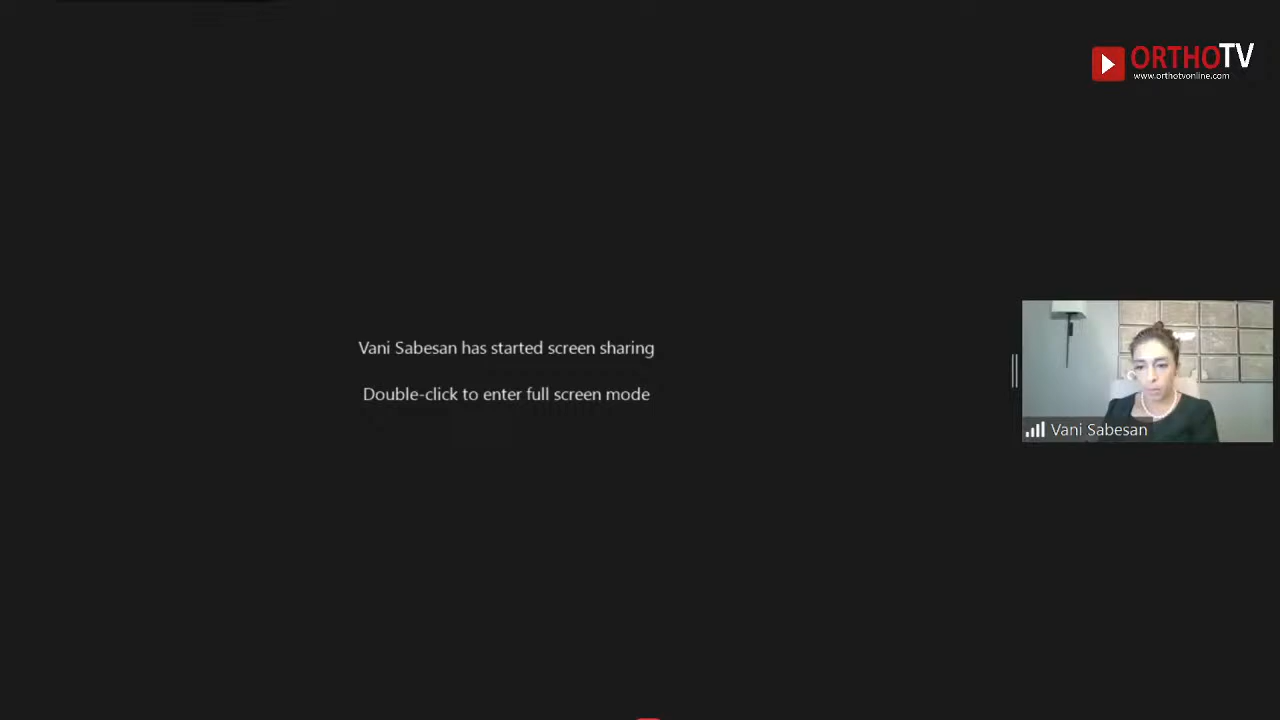 ORTHOTV
www.orthotvonline.com
Vani Sabesan has started screen sharing
Double-click to enter full screen mode
Vani Sabesan